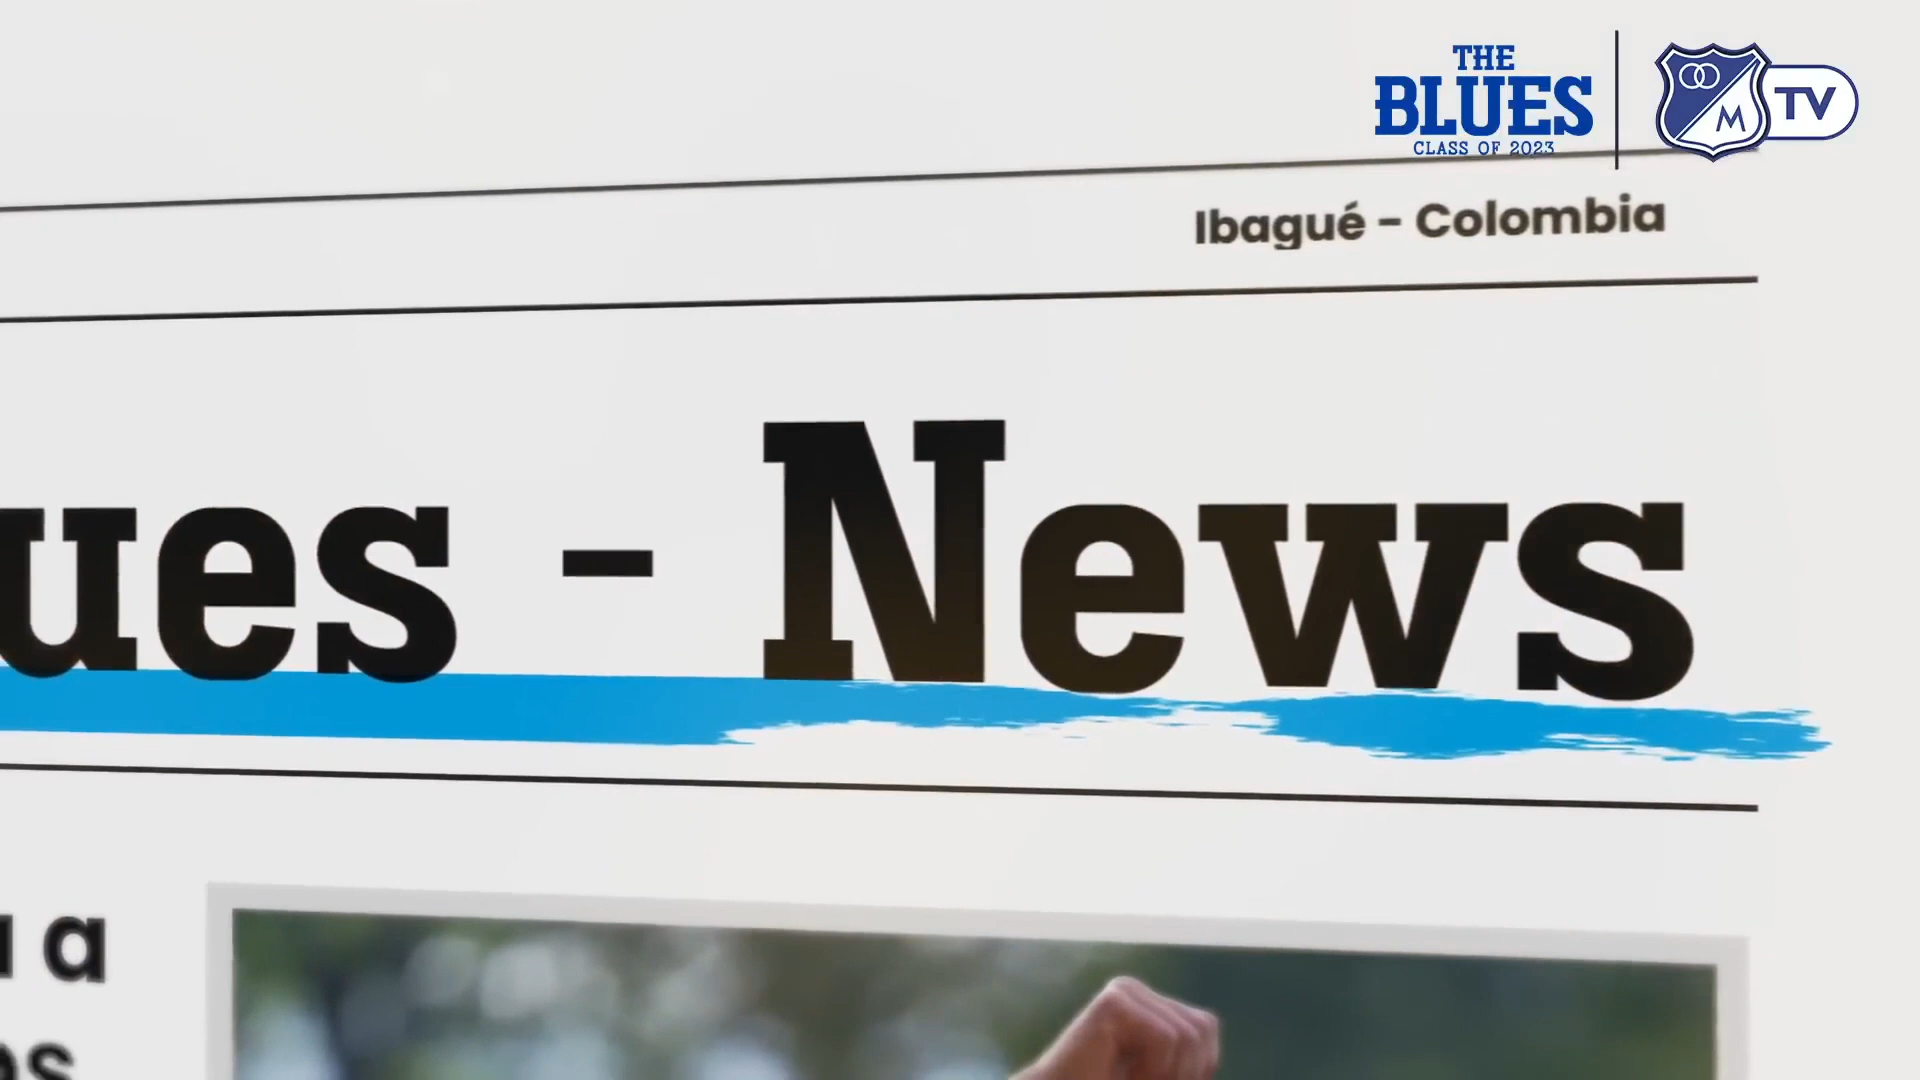 THE
BLUES
CLASS OF 2023
M TV
Ibagué - Colombia
ues - News
a